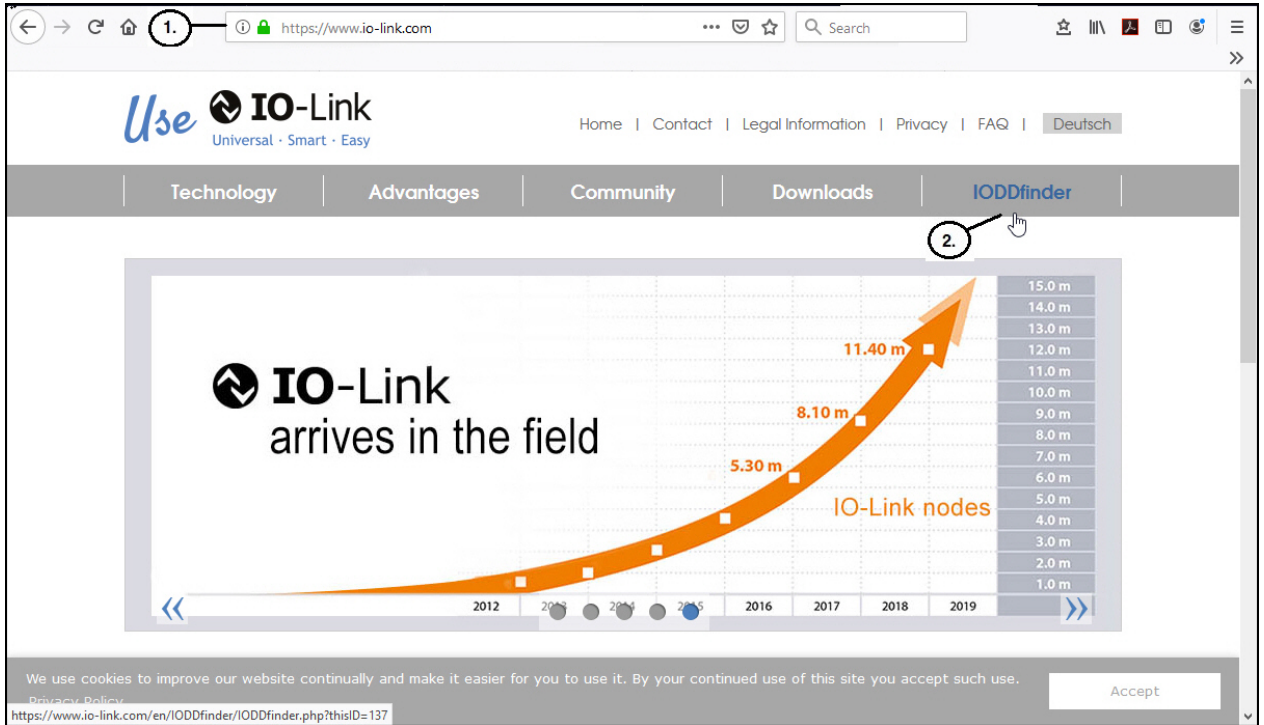 1.
https://www.io-link.com
Search
Use IO-Link
Universal · Smart · Easy
Home | Contact | Legal Information | Privacy | FAQ | Deutsch
Technology Advantages Community Downloads IODDfinder
2.
IO-Link
arrives in the field
15.0 m
14.0 m
13.0 m
11.40 m 12.0 m
11.0 m
10.0 m
8.10 m 9.0 m
8.0 m
5.30 m 7.0 m
6.0 m
IO-Link nodes 5.0 m
4.0 m
3.0 m
2.0 m
1.0 m
2012 2013 2014 2015 2016 2017 2018 2019
We use cookies to improve our website continually and make it easier for you to use it. By your continued use of this site you accept such use.
Privacy Policy
Accept
https://www.io-link.com/en/IODDfinder/IODDfinder.php?thisID=137